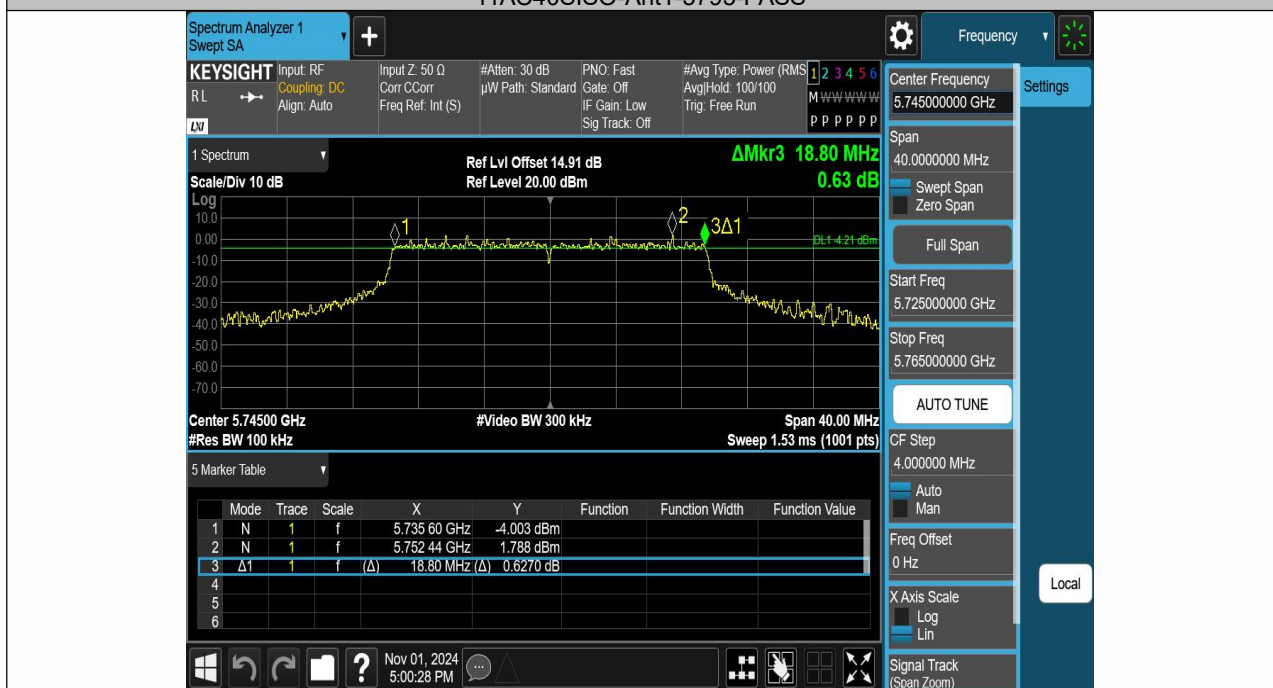 11AC40SISO-Ant1-5795-PASS
Spectrum Analyzer 1
Swept SA
Frequency
KEYSIGHT
RL
LXI
Input: RF
Coupling: DC
Align: Auto
Input Z: 50 Ω
Corr CCorr
Freq Ref: Int (S)
#Atten: 30 dB
µW Path: Standard
PNO: Fast
Gate: Off
IF Gain: Low
Sig Track: Off
#Avg Type: Power (RMS
Avg|Hold: 100/100
Trig: Free Run
1 2 3 4 5 6
M W W W W W
P P P P P P
1 Spectrum
Scale/Div 10 dB
Ref Lvl Offset 14.91 dB
Ref Level 20.00 dBm
ΔMkr3 18.80 MHz
0.63 dB
Log
10.0
0.00
-10.0
-20.0
-30.0
-40.0
-50.0
-60.0
-70.0
1
2
3Δ1
DL1 -4.21 dBm
Center 5.74500 GHz
#Video BW 300 kHz
Span 40.00 MHz
#Res BW 100 kHz
Sweep 1.53 ms (1001 pts)
5 Marker Table
Mode Trace Scale X Y Function Function Width Function Value
1 N 1 f 5.735 60 GHz -4.003 dBm
2 N 1 f 5.752 44 GHz 1.788 dBm
3 Δ1 1 f (Δ) 18.80 MHz (Δ) 0.6270 dB
4
5
6
Nov 01, 2024
5:00:28 PM
Center Frequency
5.745000000 GHz
Settings
Span
40.0000000 MHz
Swept Span
Zero Span
Full Span
Start Freq
5.725000000 GHz
Stop Freq
5.765000000 GHz
AUTO TUNE
CF Step
4.000000 MHz
Auto
Man
Freq Offset
0 Hz
X Axis Scale
Log
Lin
Local
Signal Track
(Span Zoom)